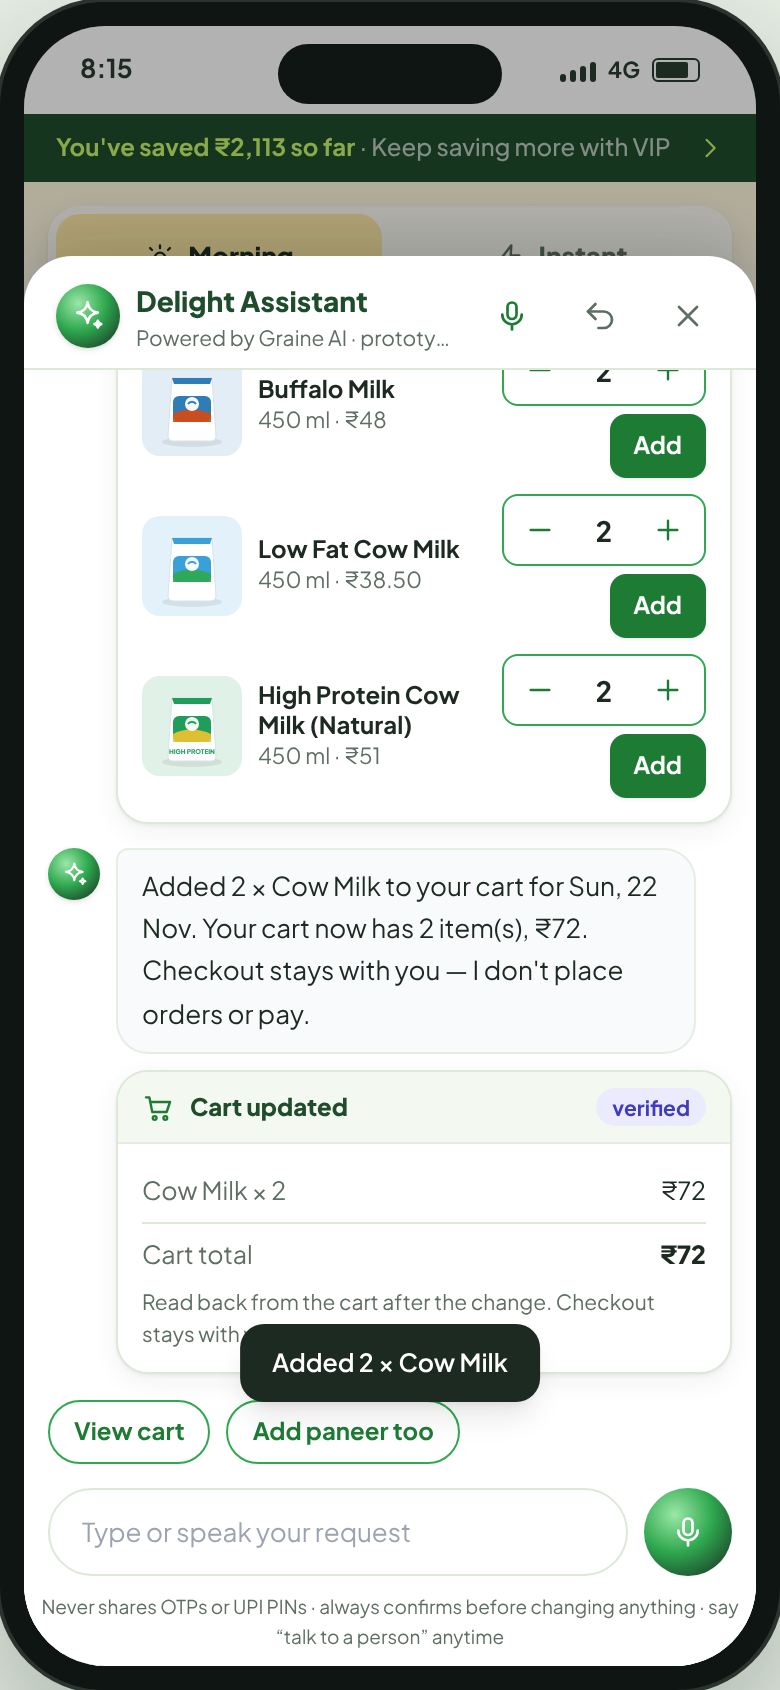 8:15
4G
You've saved ₹2,113 so far · Keep saving more with VIP
Morning
Instant
Delight Assistant
Powered by Graine AI · prototy...
Buffalo Milk
450 ml · ₹48
2
Add
Low Fat Cow Milk
450 ml · ₹38.50
2
Add
High Protein Cow
Milk (Natural)
450 ml · ₹51
HIGH PROTEIN
2
Add
Added 2 × Cow Milk to your cart for Sun, 22
Nov. Your cart now has 2 item(s), ₹72.
Checkout stays with you — I don't place
orders or pay.
Cart updated
verified
Cow Milk × 2
₹72
Cart total
₹72
Read back from the cart after the change. Checkout
stays with
Added 2 × Cow Milk
View cart
Add paneer too
Type or speak your request
Never shares OTPs or UPI PINs · always confirms before changing anything · say
“talk to a person” anytime